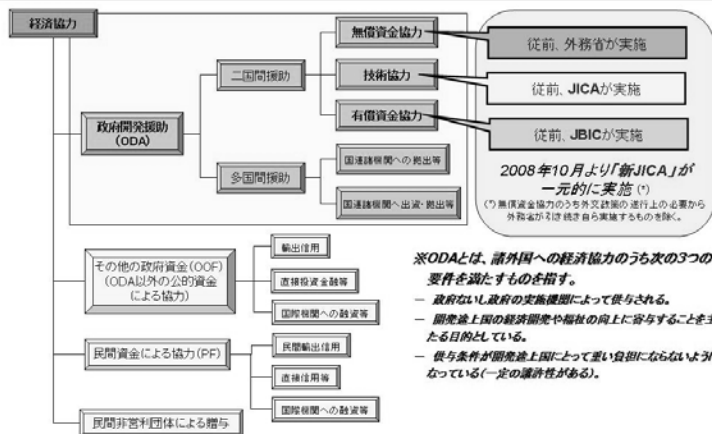 経済協力
無償資金協力
従前、外務省が実施
二国間援助
技術協力
従前、JICAが実施
政府開発援助
(ODA)
有償資金協力
従前、JBICが実施
多国間援助
国連諸機関への拠出等
国連諸機関へ出資・拠出等
2008年10月より「新JICA」が
一元的に実施(*)
(*)無償資金協力のうち外交政策の遂行上の必要から
外務省が引き続き自ら実施するものを除く。
その他の政府資金(OOF)
(ODA以外の公的資金
による協力)
輸出信用
直接投資金融等
国際機関への融資等
民間資金による協力(PF)
民間輸出信用
直接信用等
国際機関への融資等
民間非営利団体による贈与
※ODAとは、諸外国への経済協力のうち次の3つの
要件を満たすものを指す。
― 政府ないし政府の実施機関によって供与される。
― 開発途上国の経済開発や福祉の向上に寄与することを主
たる目的としている。
― 供与条件が開発途上国にとって重い負担にならないように
なっている(一定の譲許性がある)。